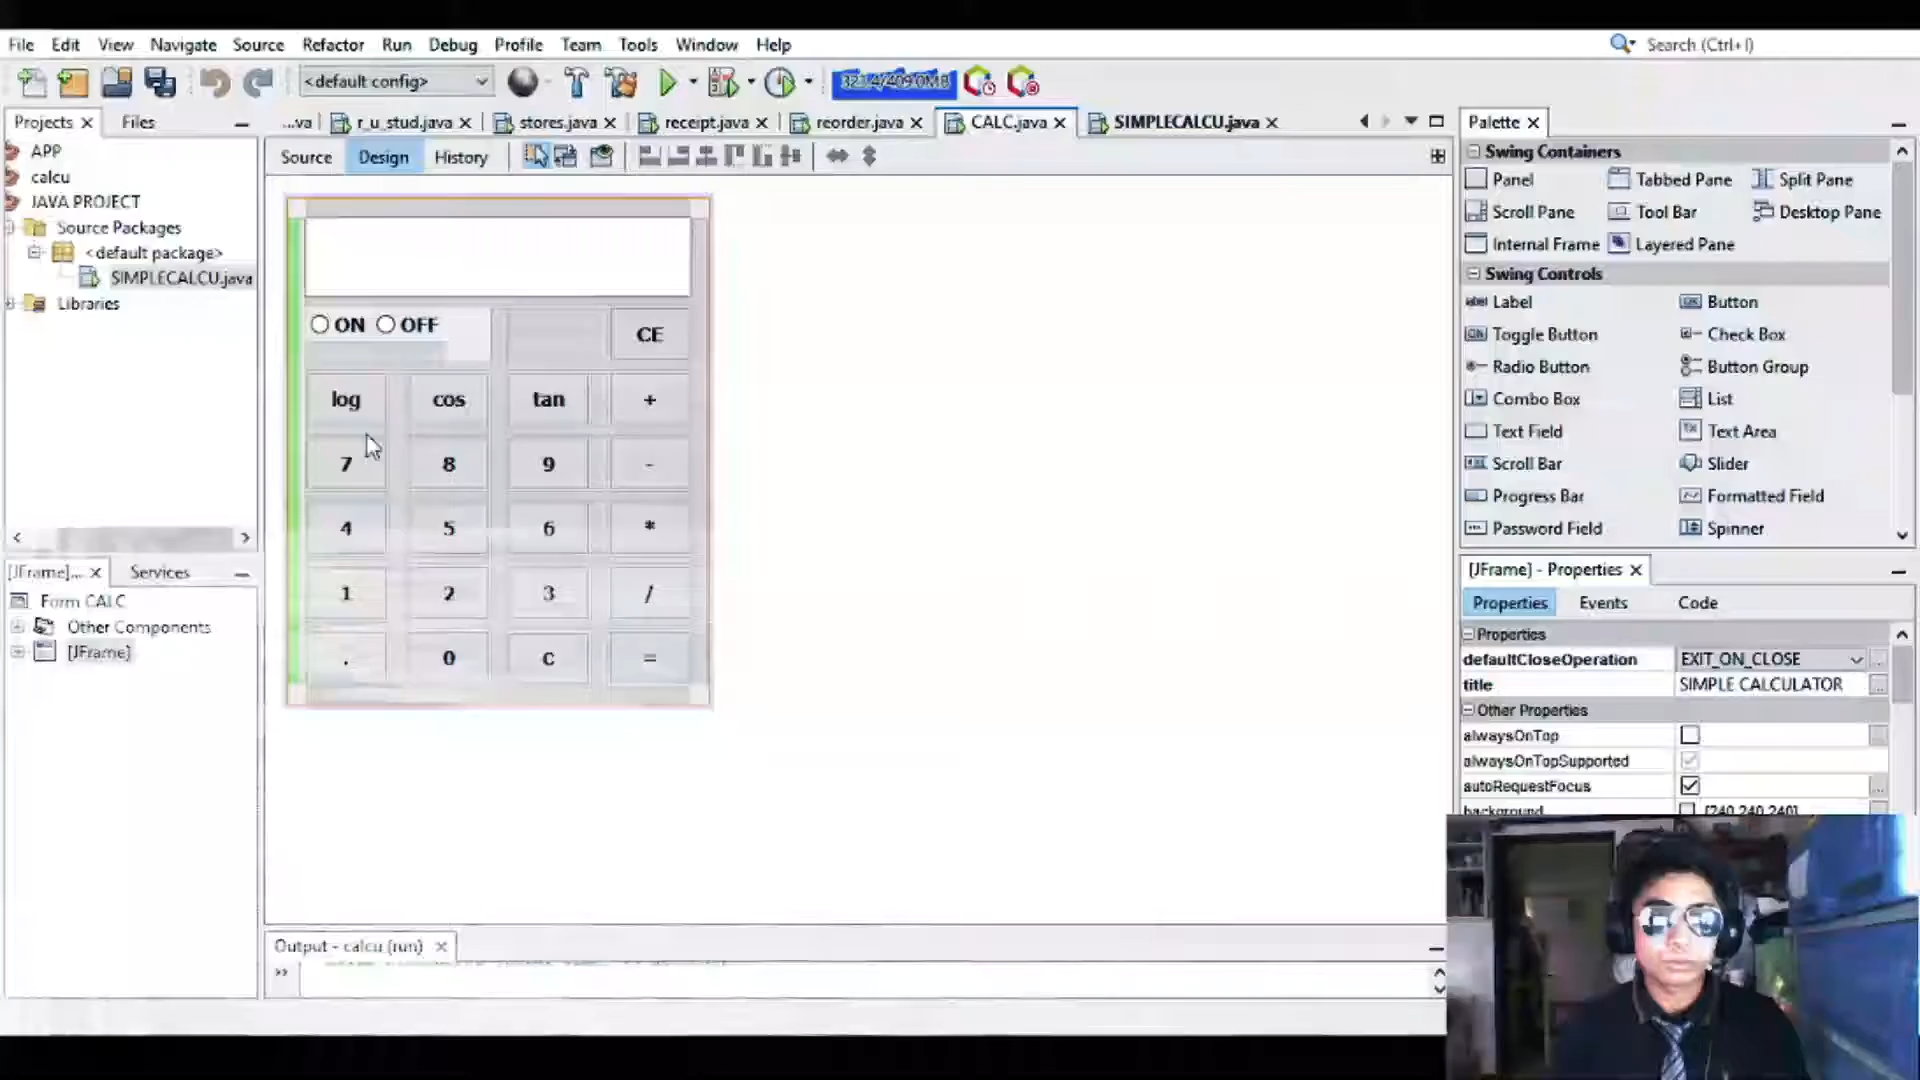 File Edit View Navigate Source Refactor Run Debug Profile Team Tools Window Help
Search (Ctrl+I)
<default config>
Projects Files
...va r_u_stud.java stores.java receipt.java reorder.java CALC.java SIMPLECALCU.java
Palette
Source Design History
APP
calcu
JAVA PROJECT
Source Packages
<default package>
SIMPLECALCU.java
Libraries
ON OFF CE
log cos tan +
7 8 9 -
4 5 6 *
1 2 3 /
. 0 C =
Swing Containers
Panel Tabbed Pane Split Pane
Scroll Pane Tool Bar Desktop Pane
Internal Frame Layered Pane
Swing Controls
Label Button
Toggle Button Check Box
Radio Button Button Group
Combo Box List
Text Field Text Area
Scroll Bar Slider
Progress Bar Formatted Field
Password Field Spinner
[JFrame]... Services
Form CALC
Other Components
[JFrame]
[JFrame] - Properties
Properties Events Code
Properties
defaultCloseOperation EXIT_ON_CLOSE
title SIMPLE CALCULATOR
Other Properties
alwaysOnTop
alwaysOnTopSupported
autoRequestFocus
background [240,240,240]
Output - calcu (run)